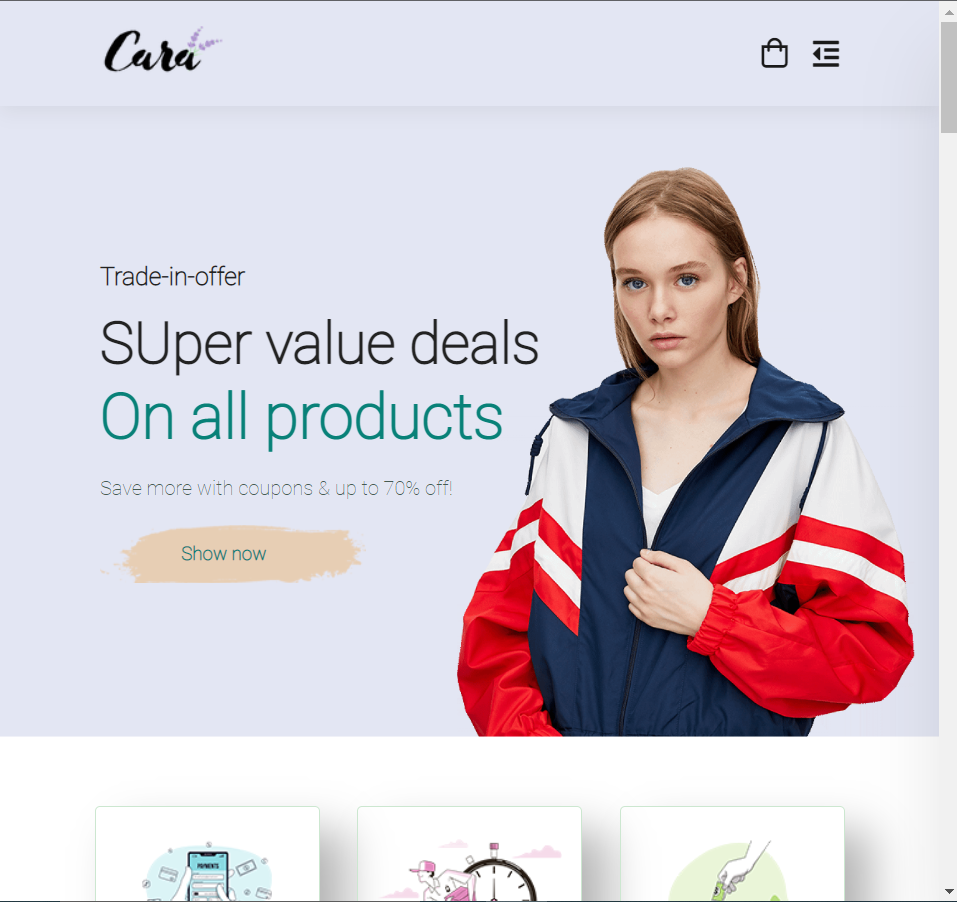 Cara
Trade-in-offer
SUper value deals
On all products
Save more with coupons & up to 70% off!
Show now
PAYMENTS